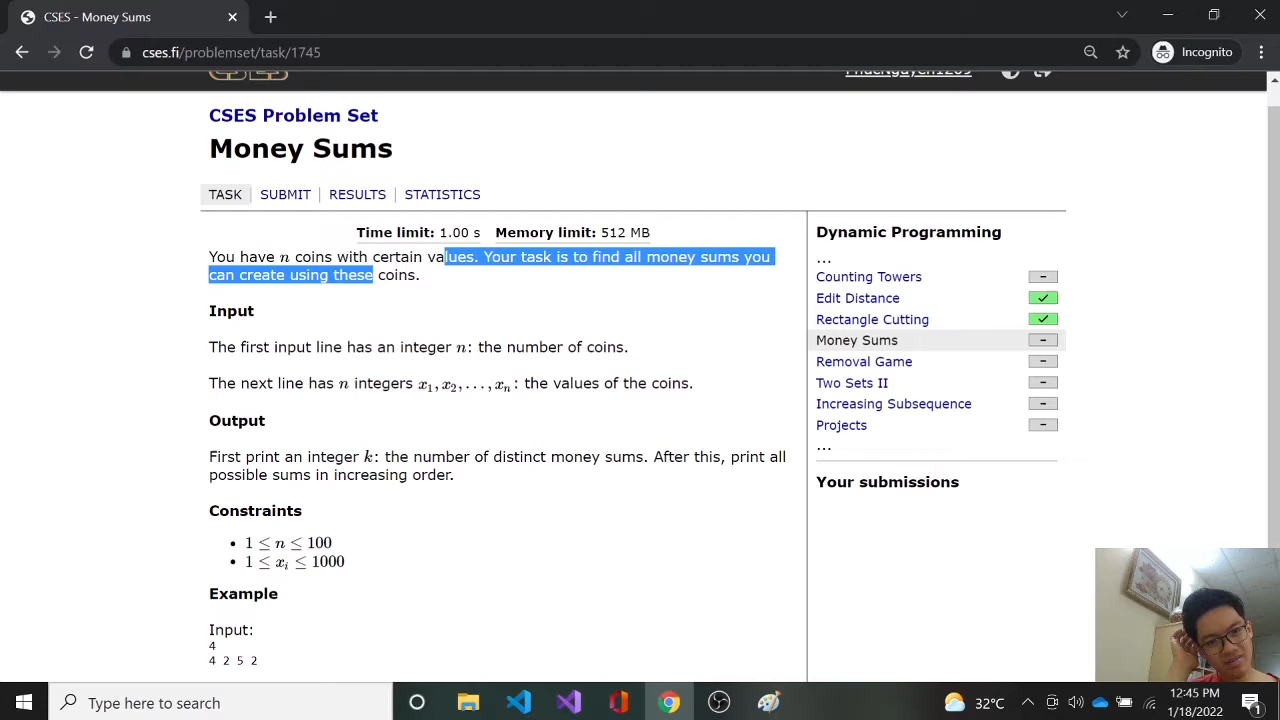 CSES - Money Sums
cses.fi/problemset/task/1745
Incognito
CSES Problem Set
Money Sums
TASK SUBMIT RESULTS STATISTICS
Time limit: 1.00 s Memory limit: 512 MB
You have n coins with certain values. Your task is to find all money sums you
can create using these coins.
Input
The first input line has an integer n: the number of coins.
The next line has n integers x1, x2, . . . , xn: the values of the coins.
Output
First print an integer k: the number of distinct money sums. After this, print all
possible sums in increasing order.
Constraints
• 1 ≤ n ≤ 100
• 1 ≤ xi ≤ 1000
Example
Input:
4
4 2 5 2
Dynamic Programming
...
Counting Towers –
Edit Distance ✓
Rectangle Cutting ✓
Money Sums –
Removal Game –
Two Sets II –
Increasing Subsequence –
Projects –
...
Your submissions
Type here to search
32°C
12:45 PM
1/18/2022
1